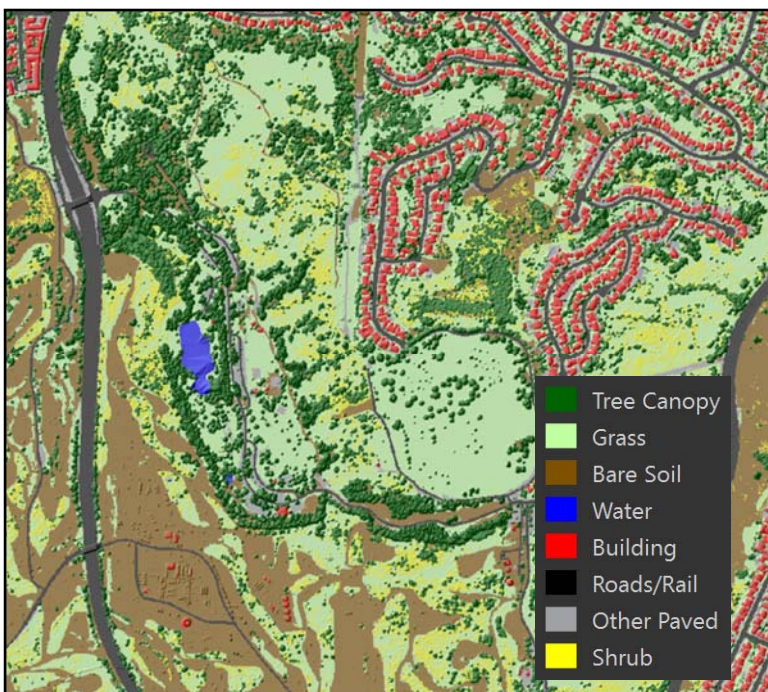 Tree Canopy
Grass
Bare Soil
Water
Building
Roads/Rail
Other Paved
Shrub